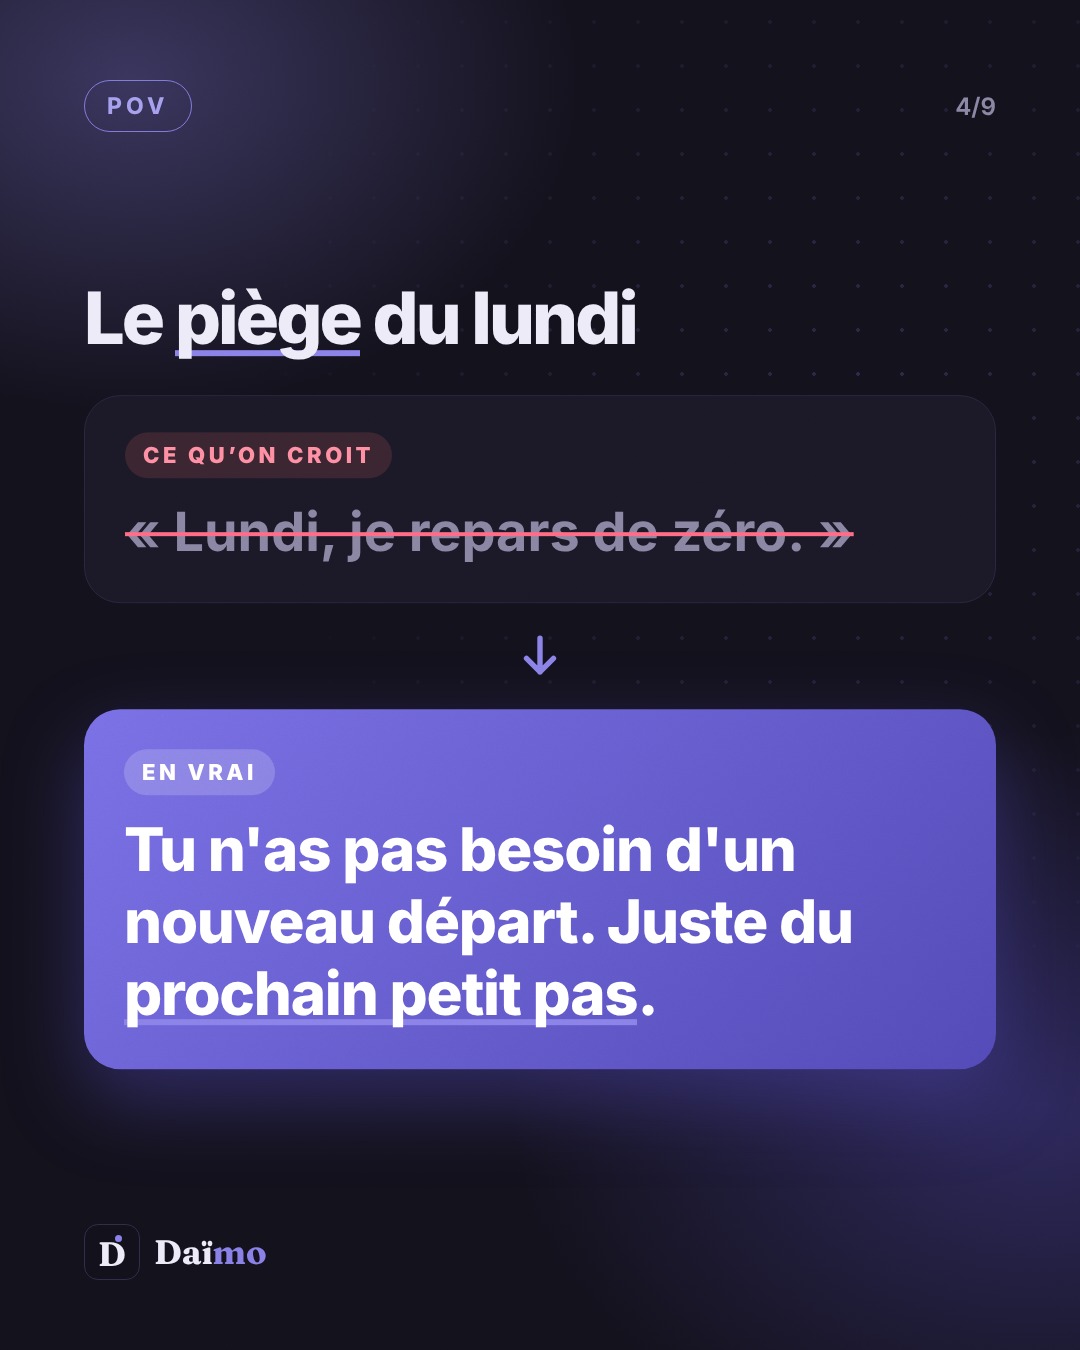 POV
4/9
Le piège du lundi
CE QU’ON CROIT
« Lundi, je repars de zéro. »
EN VRAI
Tu n'as pas besoin d'un
nouveau départ. Juste du
prochain petit pas.
D
Daïmo